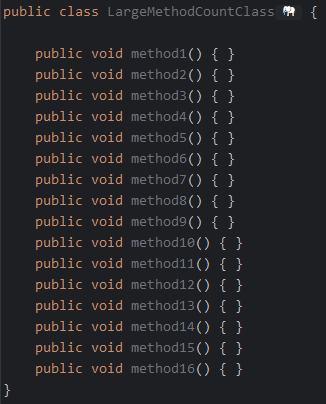 public class LargeMethodCountClass🐘 {
public void method1() { }
public void method2() { }
public void method3() { }
public void method4() { }
public void method5() { }
public void method6() { }
public void method7() { }
public void method8() { }
public void method9() { }
public void method10() { }
public void method11() { }
public void method12() { }
public void method13() { }
public void method14() { }
public void method15() { }
public void method16() { }
}